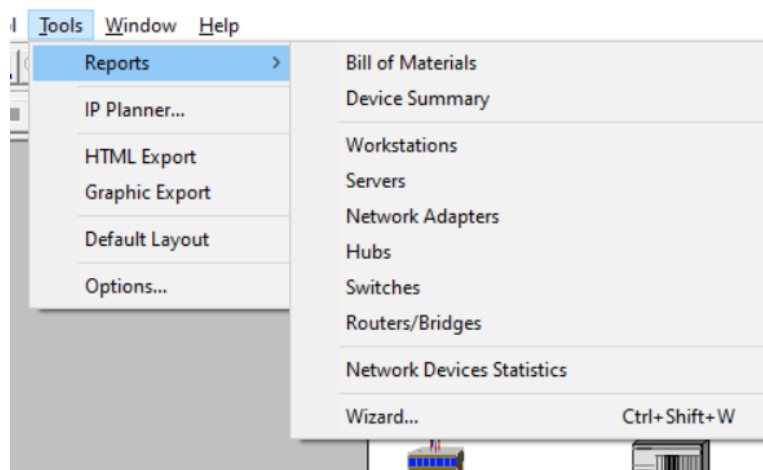 Tools Window Help
Reports
IP Planner...
HTML Export
Graphic Export
Default Layout
Options...
Bill of Materials
Device Summary
Workstations
Servers
Network Adapters
Hubs
Switches
Routers/Bridges
Network Devices Statistics
Wizard... Ctrl+Shift+W